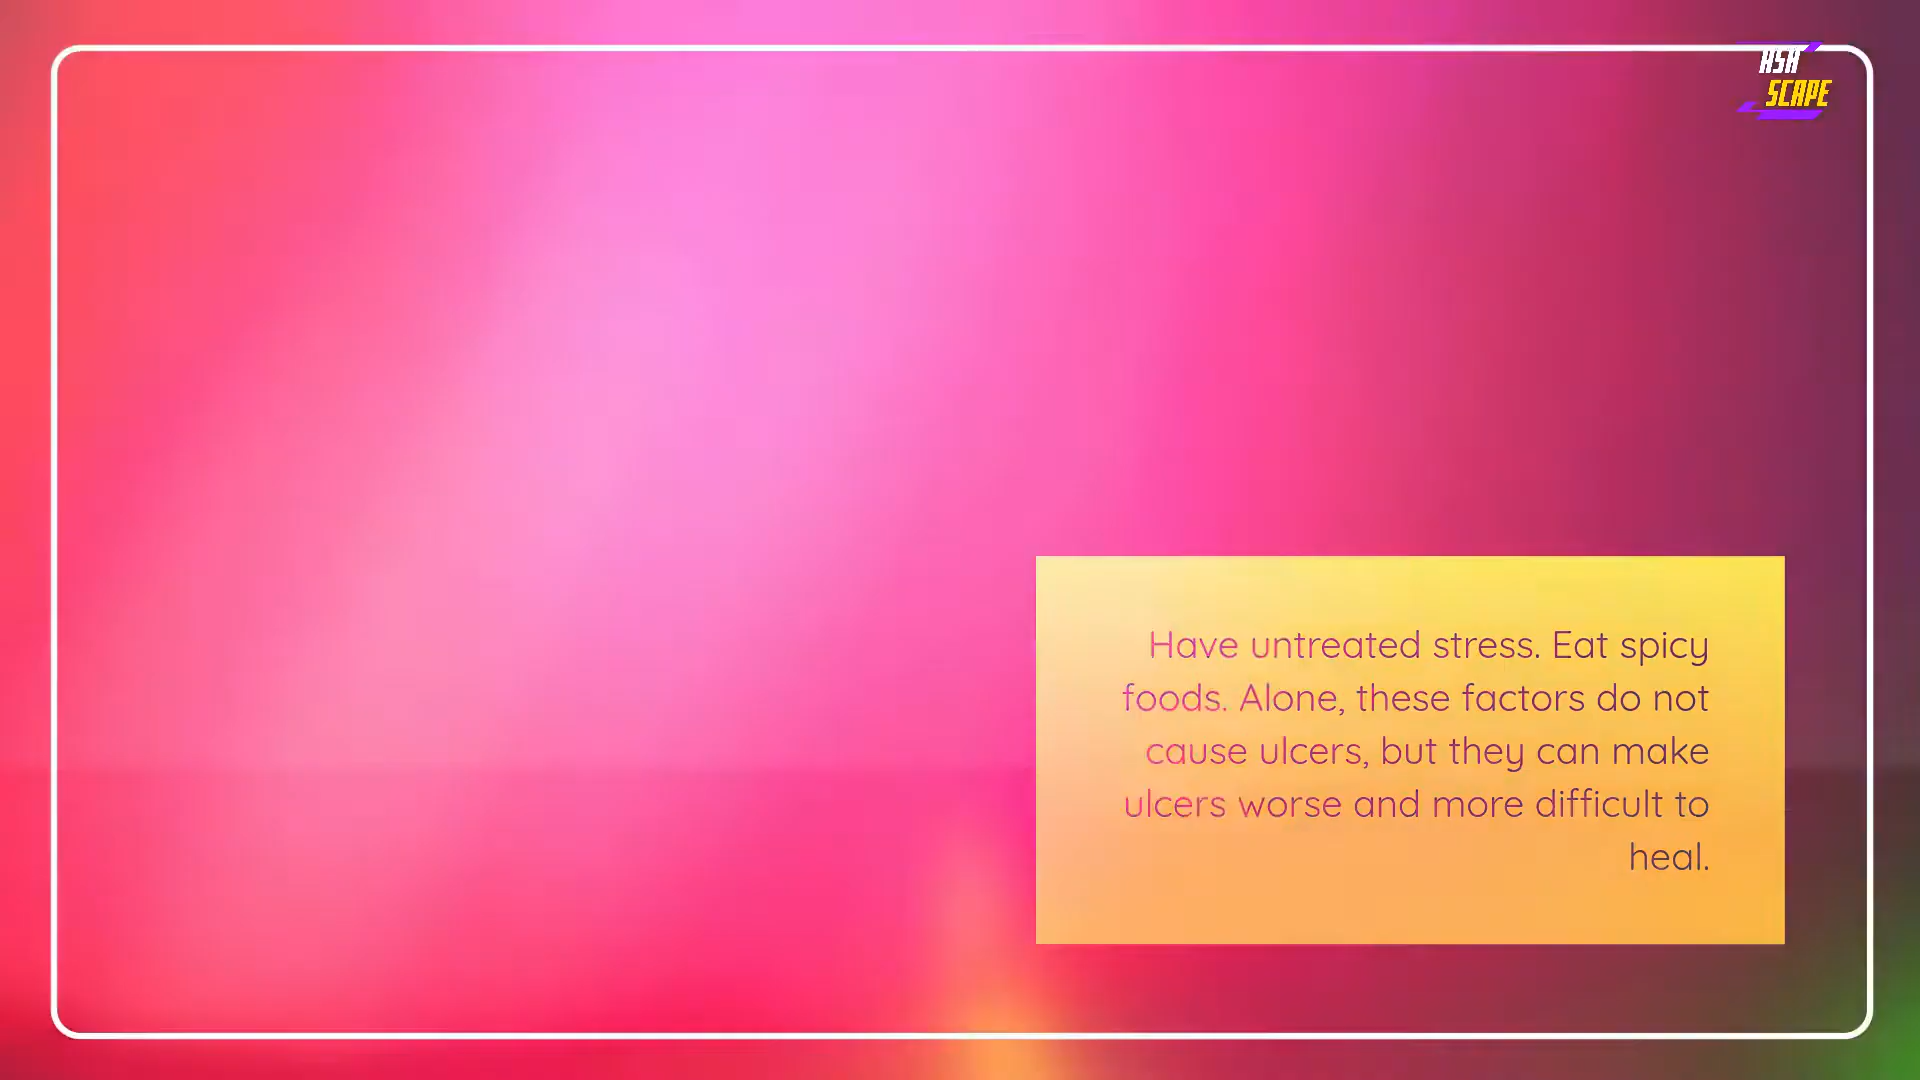 ASK
SCAPE
Have untreated stress. Eat spicy
foods. Alone, these factors do not
cause ulcers, but they can make
ulcers worse and more difficult to
heal.